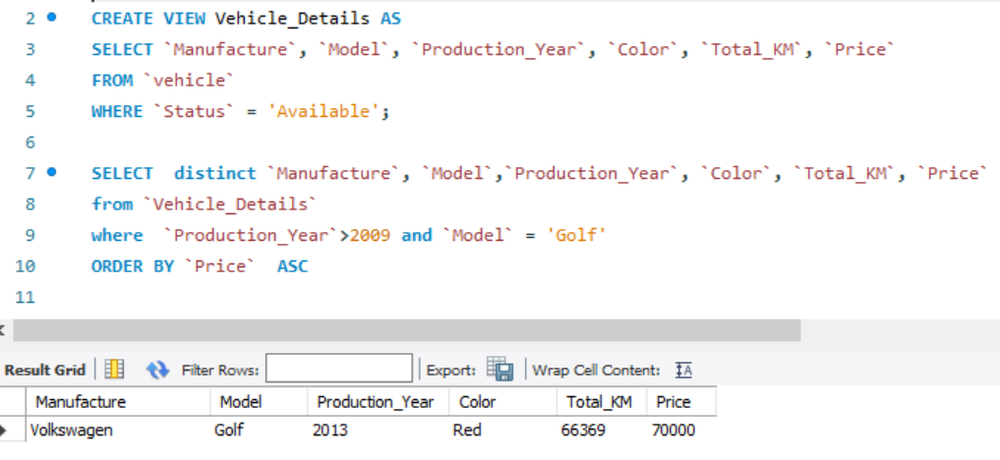 2 CREATE VIEW Vehicle_Details AS
3 SELECT `Manufacture`, `Model`, `Production_Year`, `Color`, `Total_KM`, `Price`
4 FROM `vehicle`
5 WHERE `Status` = 'Available';
6
7 SELECT distinct `Manufacture`, `Model`,`Production_Year`, `Color`, `Total_KM`, `Price`
8 from `Vehicle_Details`
9 where `Production_Year`>2009 and `Model` = 'Golf'
10 ORDER BY `Price` ASC
11
Result Grid Filter Rows: Export: Wrap Cell Content: IA
Manufacture Model Production_Year Color Total_KM Price
Volkswagen Golf 2013 Red 66369 70000